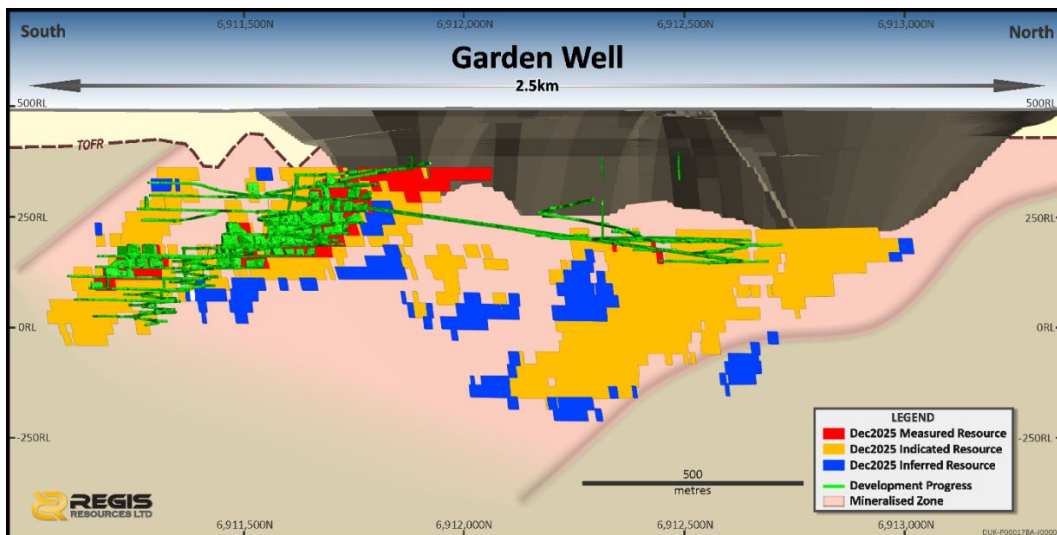 6,911,500N 6,912,000N 6,912,500N 6,913,000N
South North
Garden Well
2.5km
500RL 500RL
TOFR
250RL 250RL
0RL 0RL
-250RL -250RL
LEGEND
Dec2025 Measured Resource
Dec2025 Indicated Resource
Dec2025 Inferred Resource
Development Progress
Mineralised Zone
500
metres
REGIS
RESOURCES LTD
6,911,500N 6,912,000N 6,912,500N 6,913,000N